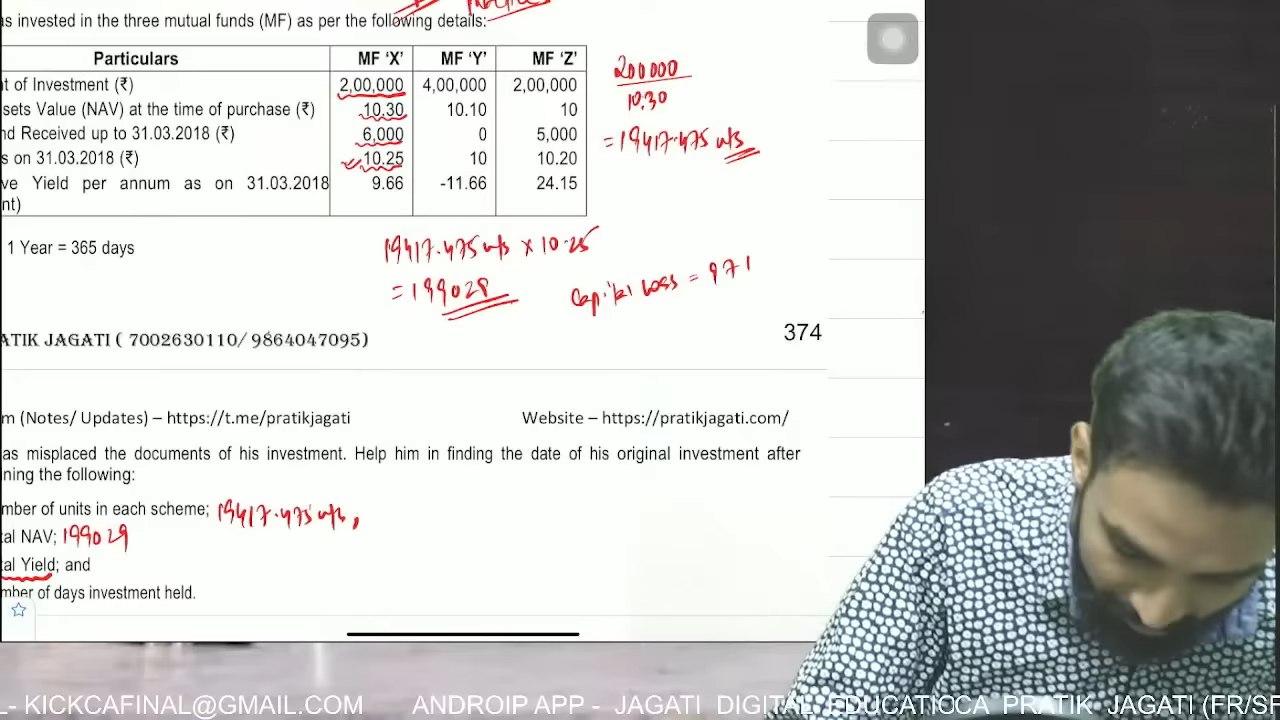 as invested in the three mutual funds (MF) as per the following details:
Particulars MF 'X' MF 'Y' MF 'Z'
t of Investment (₹) 2,00,000 4,00,000 2,00,000
sets Value (NAV) at the time of purchase (₹) 10.30 10.10 10
nd Received up to 31.03.2018 (₹) 6,000 0 5,000
s on 31.03.2018 (₹) 10.25 10 10.20
ve Yield per annum as on 31.03.2018 9.66 -11.66 24.15
nt)
200000
10.30
= 19417.475 u/s
1 Year = 365 days
19417.475 u/s × 10.25
= 199029
Capital Loss = 971
ATIK JAGATI ( 7002630110/ 9864047095)
374
m (Notes/ Updates) – https://t.me/pratikjagati Website – https://pratikjagati.com/
as misplaced the documents of his investment. Help him in finding the date of his original investment after
ining the following:
mber of units in each scheme; 19417.475 u/s,
al NAV; 199029
al Yield; and
mber of days investment held.
L- KICKCAFINAL@GMAIL.COM ANDROIP APP - JAGATI DIGITAL EDUCATIOCA PRATIK JAGATI (FR/SF